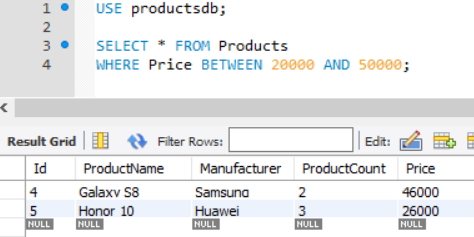 1 USE productsdb;
2
3 SELECT * FROM Products
4 WHERE Price BETWEEN 20000 AND 50000;
Result Grid Filter Rows: Edit:
Id ProductName Manufacturer ProductCount Price
4 Galaxy S8 Samsung 2 46000
5 Honor 10 Huawei 3 26000
NULL NULL NULL NULL NULL